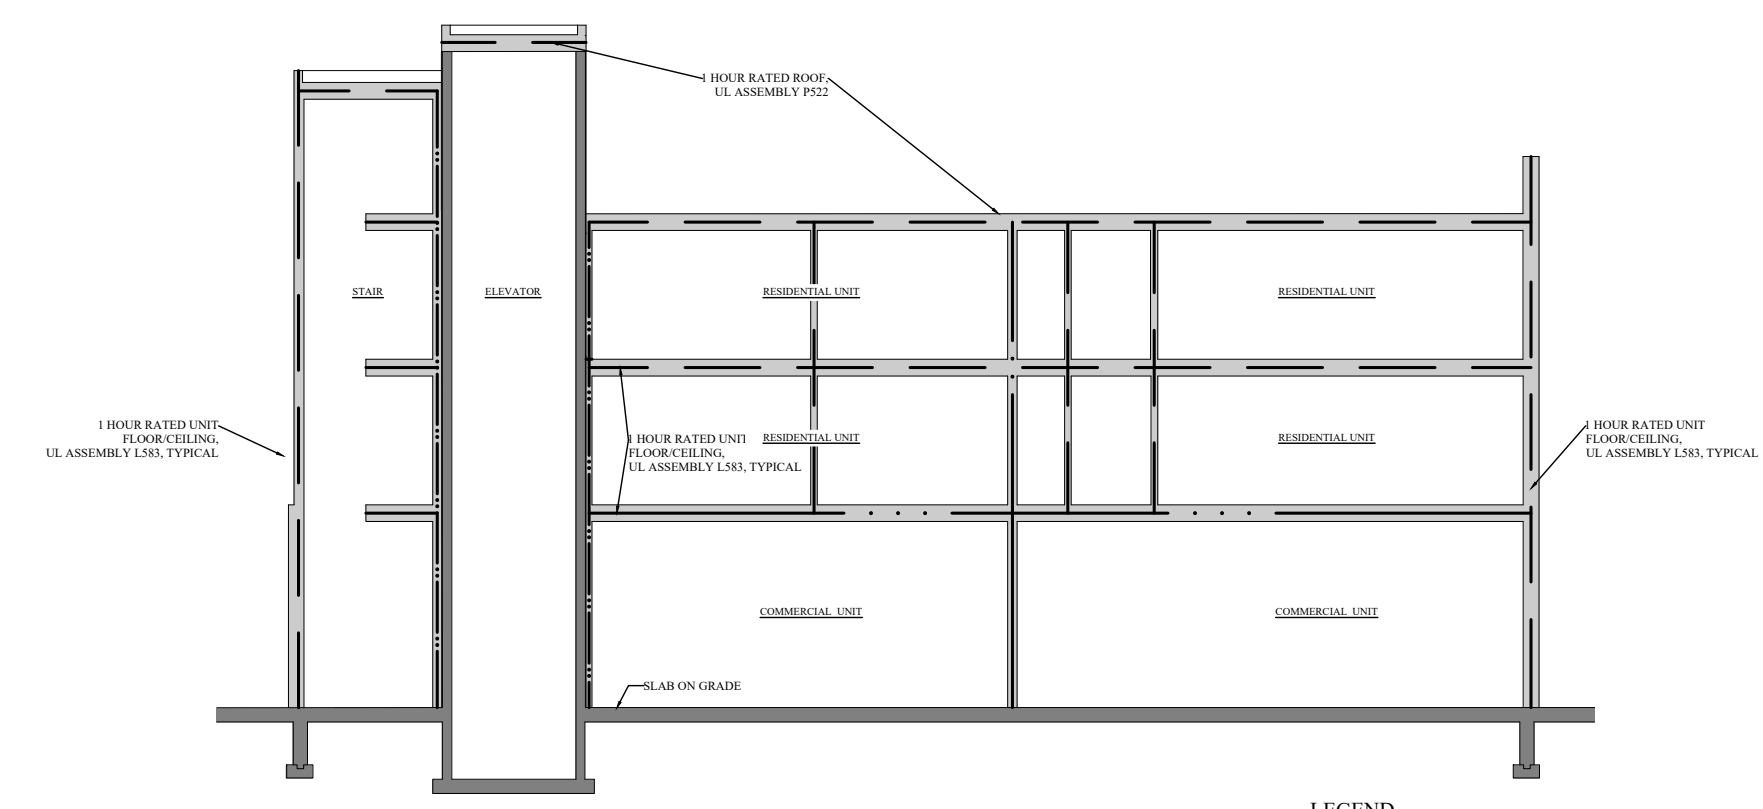 1 HOUR RATED ROOF,
UL ASSEMBLY P522
STAIR
ELEVATOR
RESIDENTIAL UNIT
RESIDENTIAL UNIT
1 HOUR RATED UNIT
FLOOR/CEILING,
UL ASSEMBLY L583, TYPICAL
1 HOUR RATED UNIT
FLOOR/CEILING,
UL ASSEMBLY L583, TYPICAL
RESIDENTIAL UNIT
RESIDENTIAL UNIT
1 HOUR RATED UNIT
FLOOR/CEILING,
UL ASSEMBLY L583, TYPICAL
COMMERCIAL UNIT
COMMERCIAL UNIT
SLAB ON GRADE
LEGEND